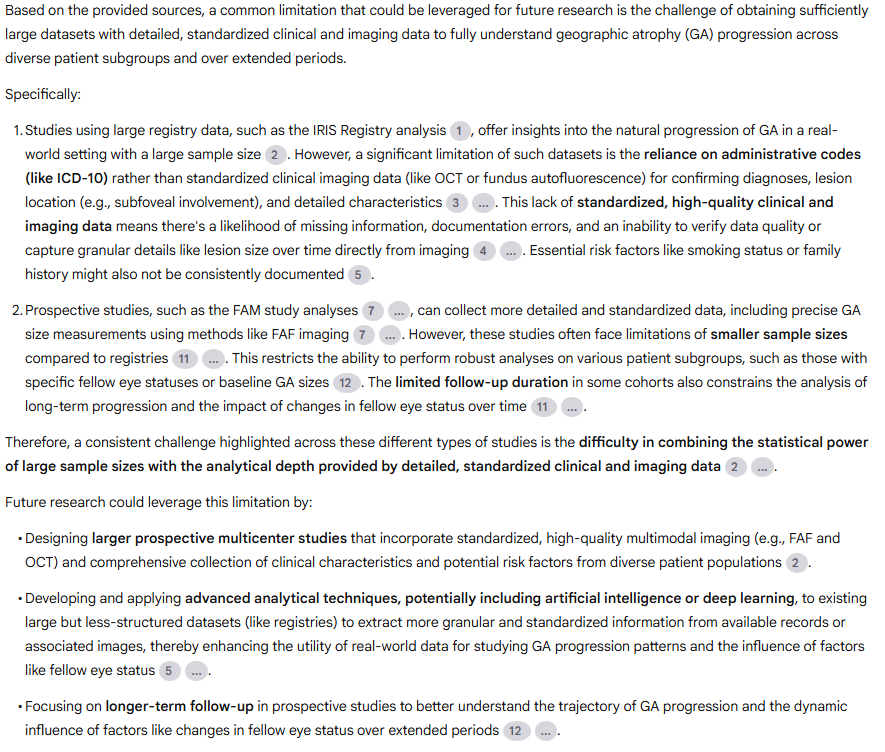 Based on the provided sources, a common limitation that could be leveraged for future research is the challenge of obtaining sufficiently
large datasets with detailed, standardized clinical and imaging data to fully understand geographic atrophy (GA) progression across
diverse patient subgroups and over extended periods.
Specifically:
1. Studies using large registry data, such as the IRIS Registry analysis 1 , offer insights into the natural progression of GA in a real-
world setting with a large sample size 2 . However, a significant limitation of such datasets is the reliance on administrative codes
(like ICD-10) rather than standardized clinical imaging data (like OCT or fundus autofluorescence) for confirming diagnoses, lesion
location (e.g., subfoveal involvement), and detailed characteristics 3 ... . This lack of standardized, high-quality clinical and
imaging data means there's a likelihood of missing information, documentation errors, and an inability to verify data quality or
capture granular details like lesion size over time directly from imaging 4 ... . Essential risk factors like smoking status or family
history might also not be consistently documented 5 .
2. Prospective studies, such as the FAM study analyses 7 ... , can collect more detailed and standardized data, including precise GA
size measurements using methods like FAF imaging 7 ... . However, these studies often face limitations of smaller sample sizes
compared to registries 11 ... . This restricts the ability to perform robust analyses on various patient subgroups, such as those with
specific fellow eye statuses or baseline GA sizes 12 . The limited follow-up duration in some cohorts also constrains the analysis of
long-term progression and the impact of changes in fellow eye status over time 11 ... .
Therefore, a consistent challenge highlighted across these different types of studies is the difficulty in combining the statistical power
of large sample sizes with the analytical depth provided by detailed, standardized clinical and imaging data 2 ... .
Future research could leverage this limitation by:
• Designing larger prospective multicenter studies that incorporate standardized, high-quality multimodal imaging (e.g., FAF and
OCT) and comprehensive collection of clinical characteristics and potential risk factors from diverse patient populations 2 .
• Developing and applying advanced analytical techniques, potentially including artificial intelligence or deep learning, to existing
large but less-structured datasets (like registries) to extract more granular and standardized information from available records or
associated images, thereby enhancing the utility of real-world data for studying GA progression patterns and the influence of factors
like fellow eye status 5 ... .
• Focusing on longer-term follow-up in prospective studies to better understand the trajectory of GA progression and the dynamic
influence of factors like changes in fellow eye status over extended periods 12 ... .